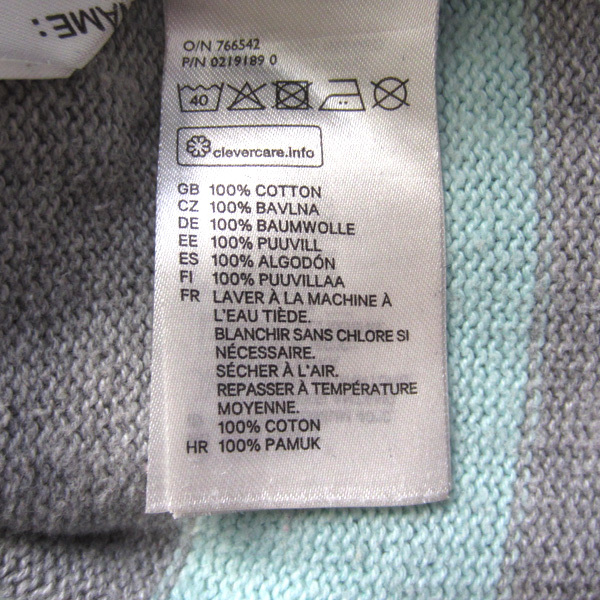 NAME:
O/N 766542
P/N 0219189 0
40
clevercare.info
GB 100% COTTON
CZ 100% BAVLNA
DE 100% BAUMWOLLE
EE 100% PUUVILL
ES 100% ALGODÓN
FI 100% PUUVILLAA
FR LAVER À LA MACHINE À
L'EAU TIÈDE.
BLANCHIR SANS CHLORE SI
NÉCESSAIRE.
SÉCHER À L'AIR.
REPASSER À TEMPÉRATURE
MOYENNE.
100% COTON
HR 100% PAMUK